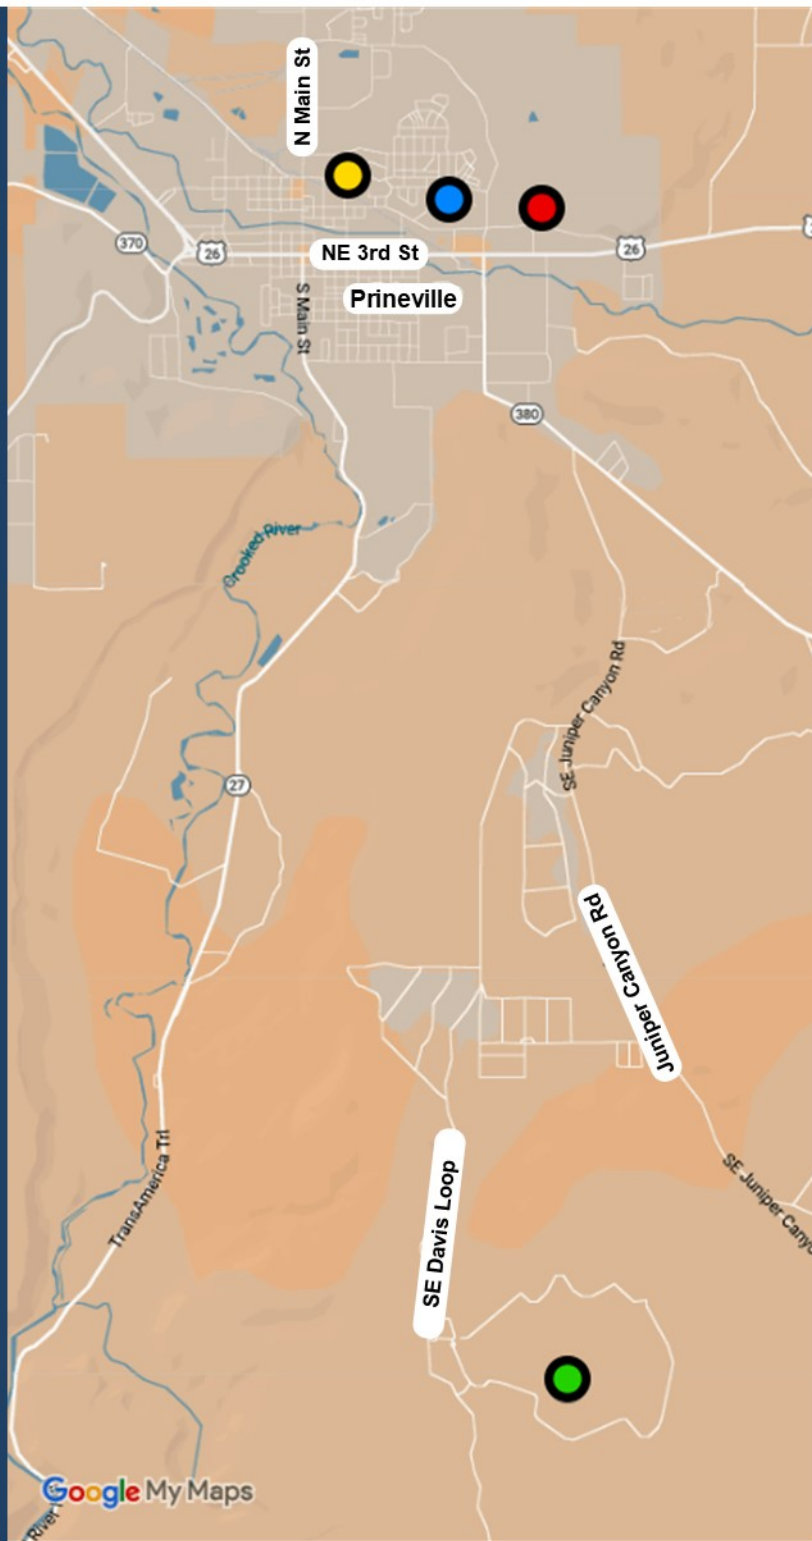 N Main St
370
26
NE 3rd St
26
Prineville
S Main St
380
Crooked River
SE Juniper Canyon Rd
27
Juniper Canyon Rd
TransAmerica Trl
SE Davis Loop
SE Juniper Canyo
Google My Maps
River